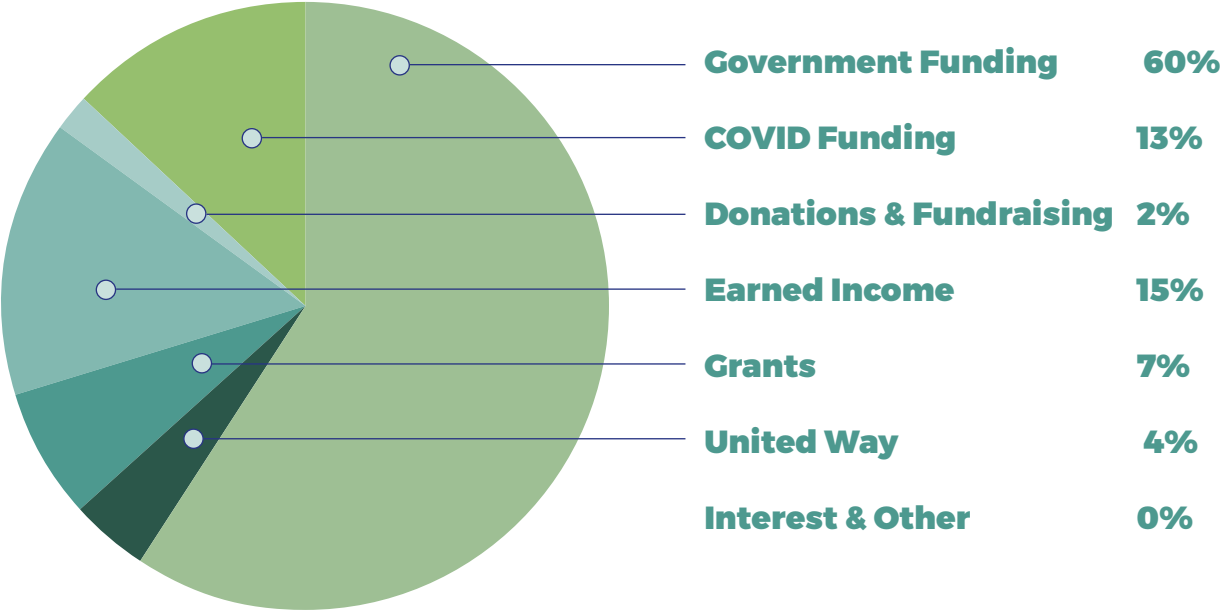 Government Funding 60%
COVID Funding 13%
Donations & Fundraising 2%
Earned Income 15%
Grants 7%
United Way 4%
Interest & Other 0%